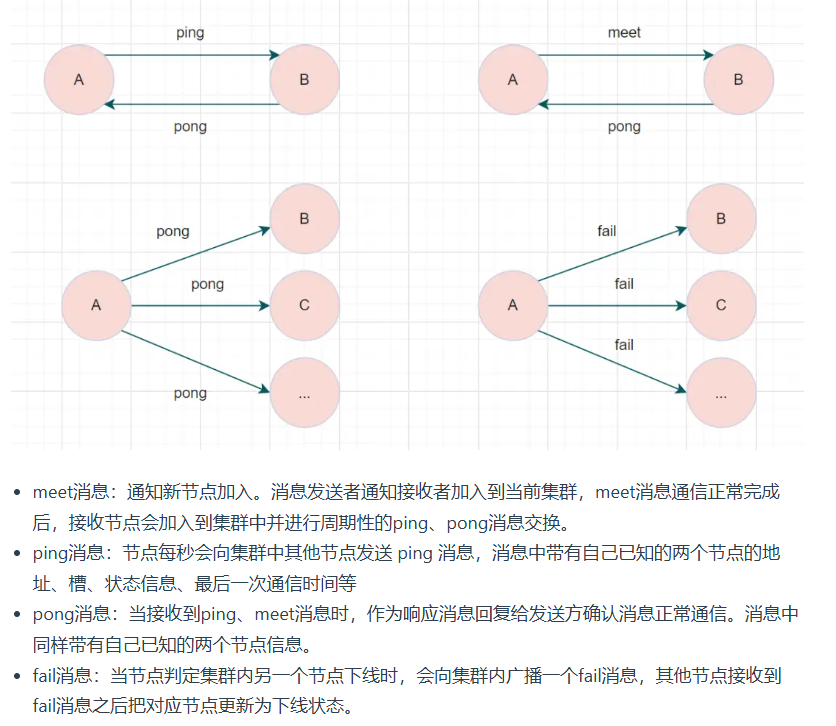 ping
A
B
pong
meet
A
B
pong
pong
B
pong
A
C
pong
...
fail
B
fail
A
C
fail
...
meet消息：通知新节点加入。消息发送者通知接收者加入到当前集群，meet消息通信正常完成
后，接收节点会加入到集群中并进行周期性的ping、pong消息交换。
ping消息：节点每秒会向集群中其他节点发送 ping 消息，消息中带有自己已知的两个节点的地
址、槽、状态信息、最后一次通信时间等
pong消息：当接收到ping、meet消息时，作为响应消息回复给发送方确认消息正常通信。消息中
同样带有自己已知的两个节点信息。
fail消息：当节点判定集群内另一个节点下线时，会向集群内广播一个fail消息，其他节点接收到
fail消息之后把对应节点更新为下线状态。